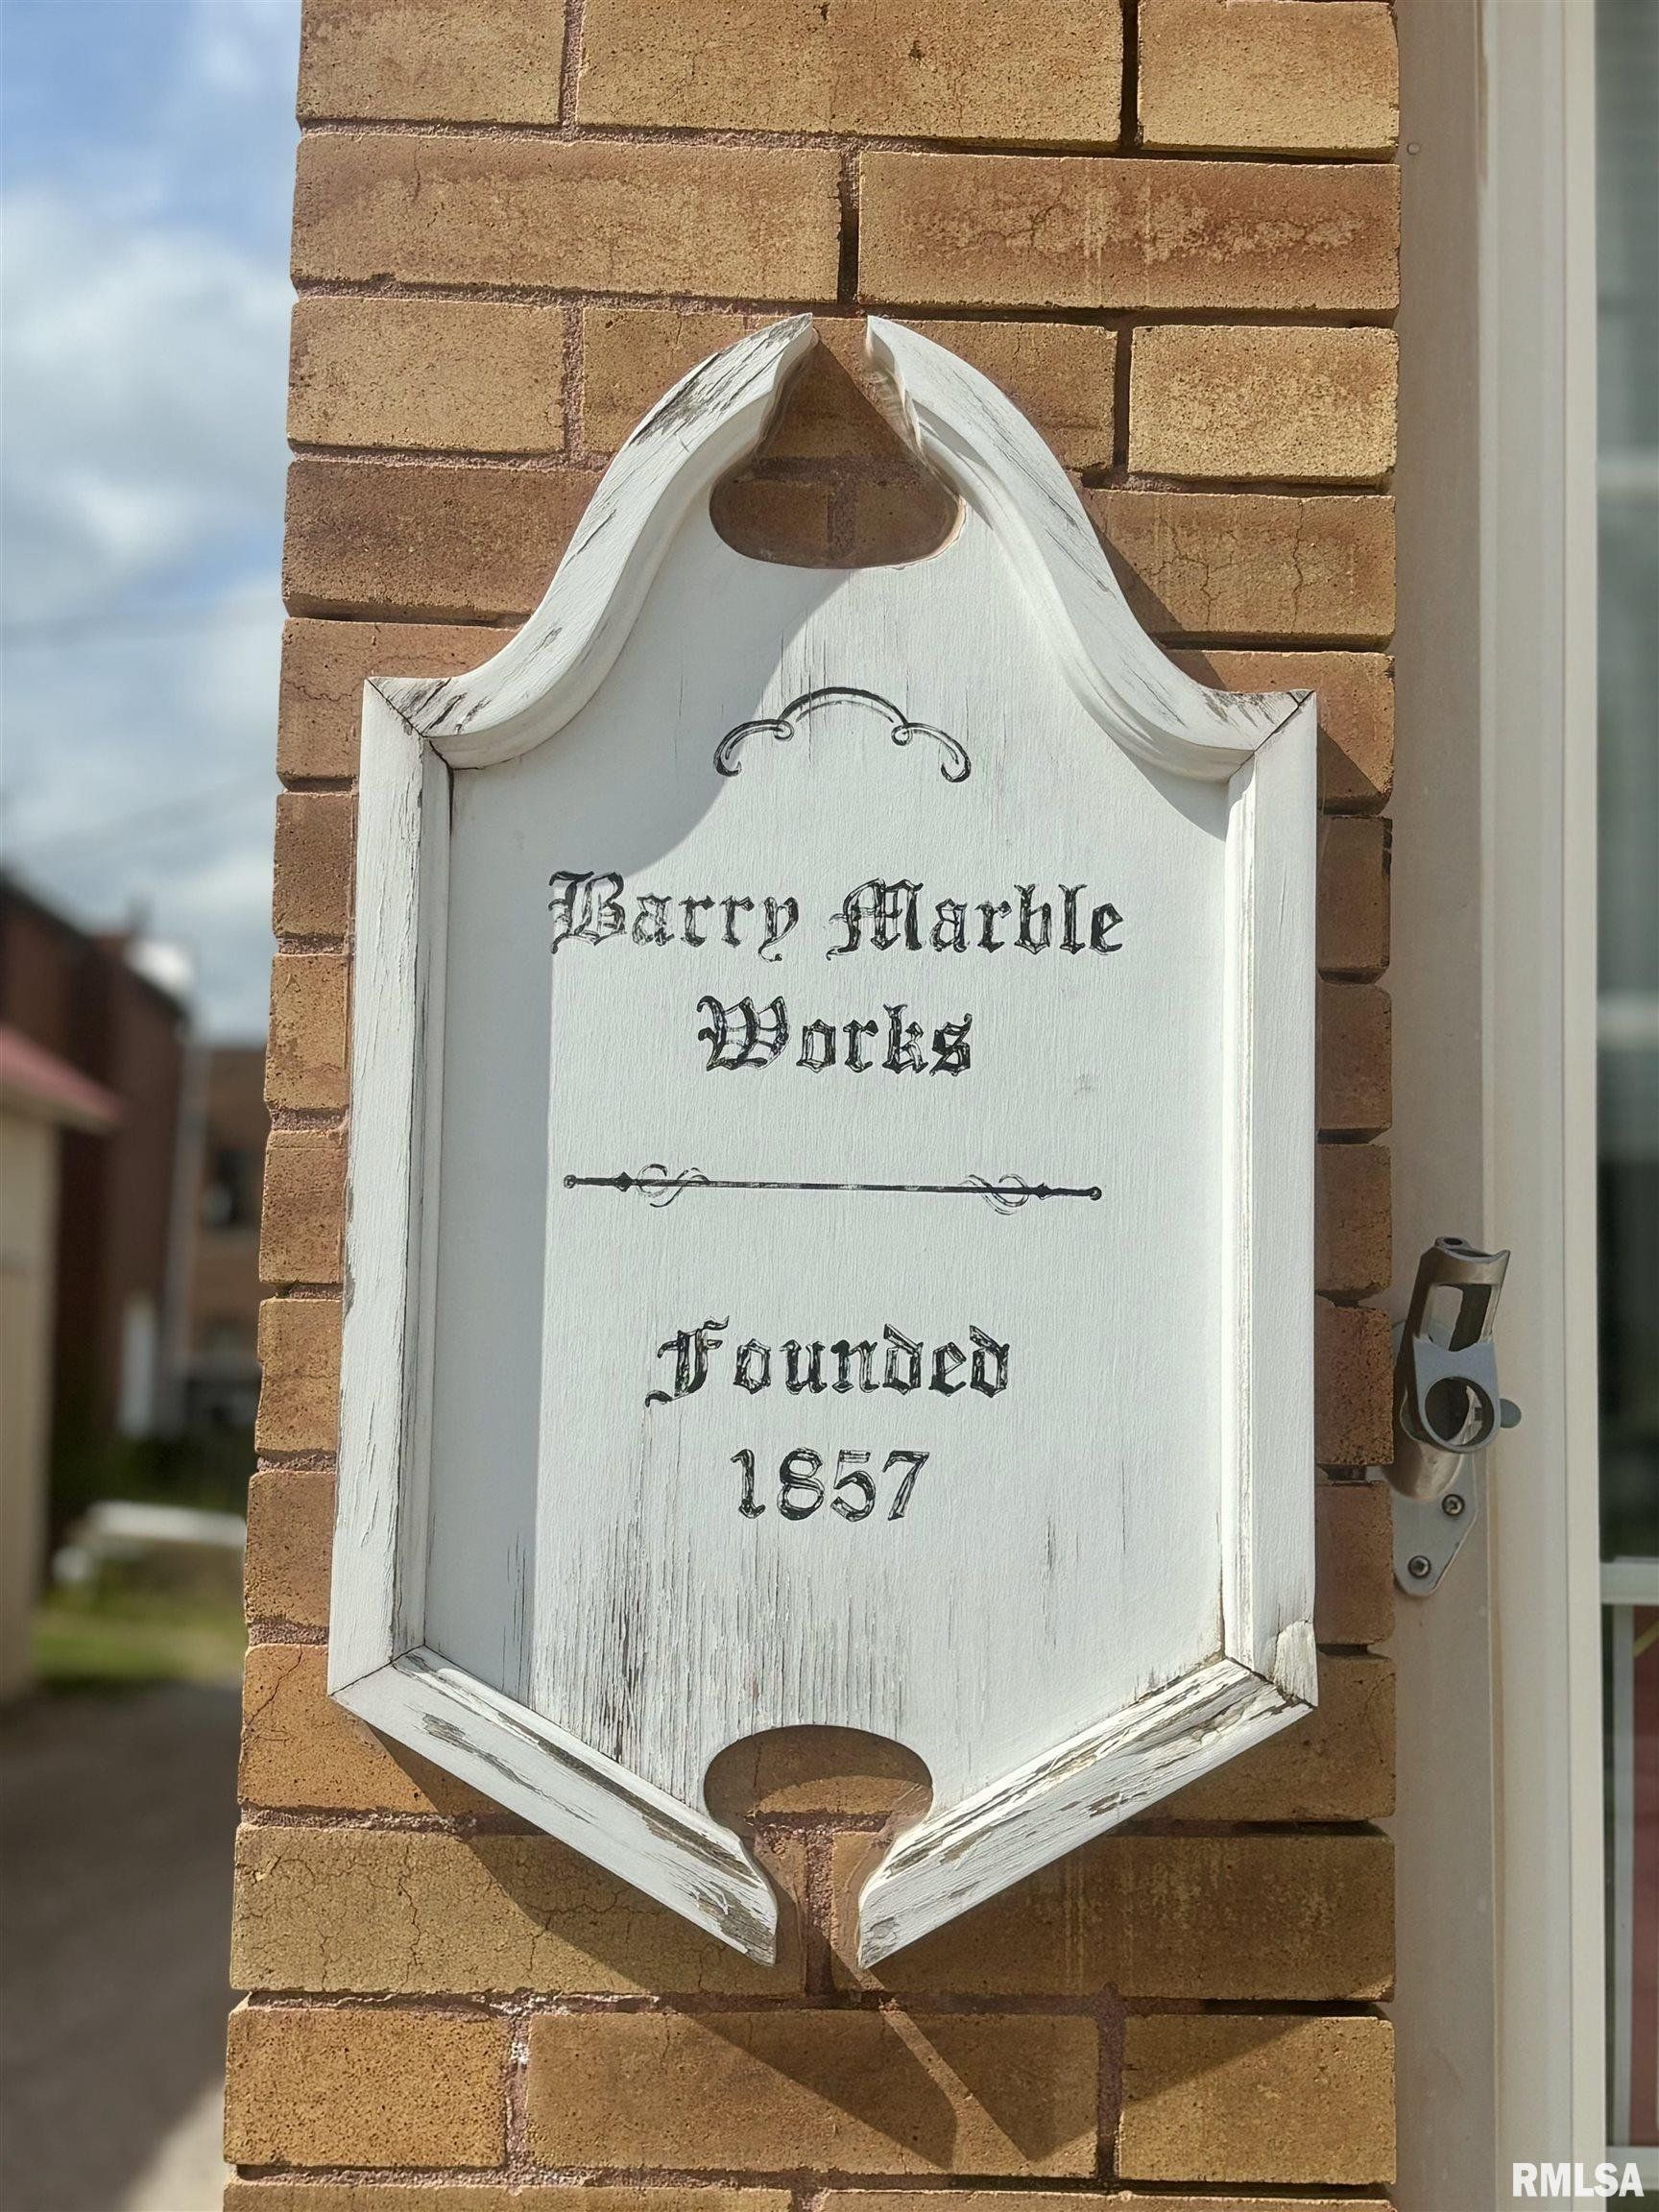 Barry Marble
Works
Founded
1857
RMLSA